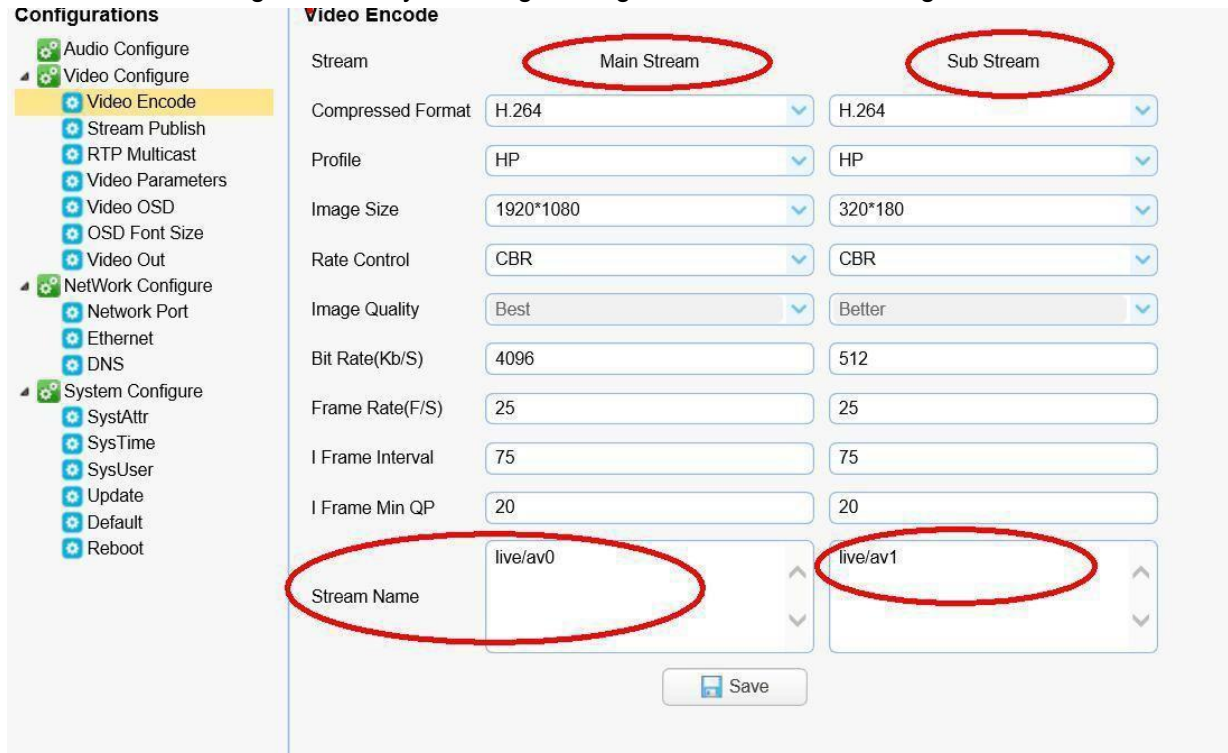 Configurations
Audio Configure
Video Configure
Video Encode
Stream Publish
RTP Multicast
Video Parameters
Video OSD
OSD Font Size
Video Out
NetWork Configure
Network Port
Ethernet
DNS
System Configure
SystAttr
SysTime
SysUser
Update
Default
Reboot
Video Encode
Stream Main Stream Sub Stream
Compressed Format H.264 H.264
Profile HP HP
Image Size 1920*1080 320*180
Rate Control CBR CBR
Image Quality Best Better
Bit Rate(Kb/S) 4096 512
Frame Rate(F/S) 25 25
I Frame Interval 75 75
I Frame Min QP 20 20
Stream Name live/av0 live/av1
Save